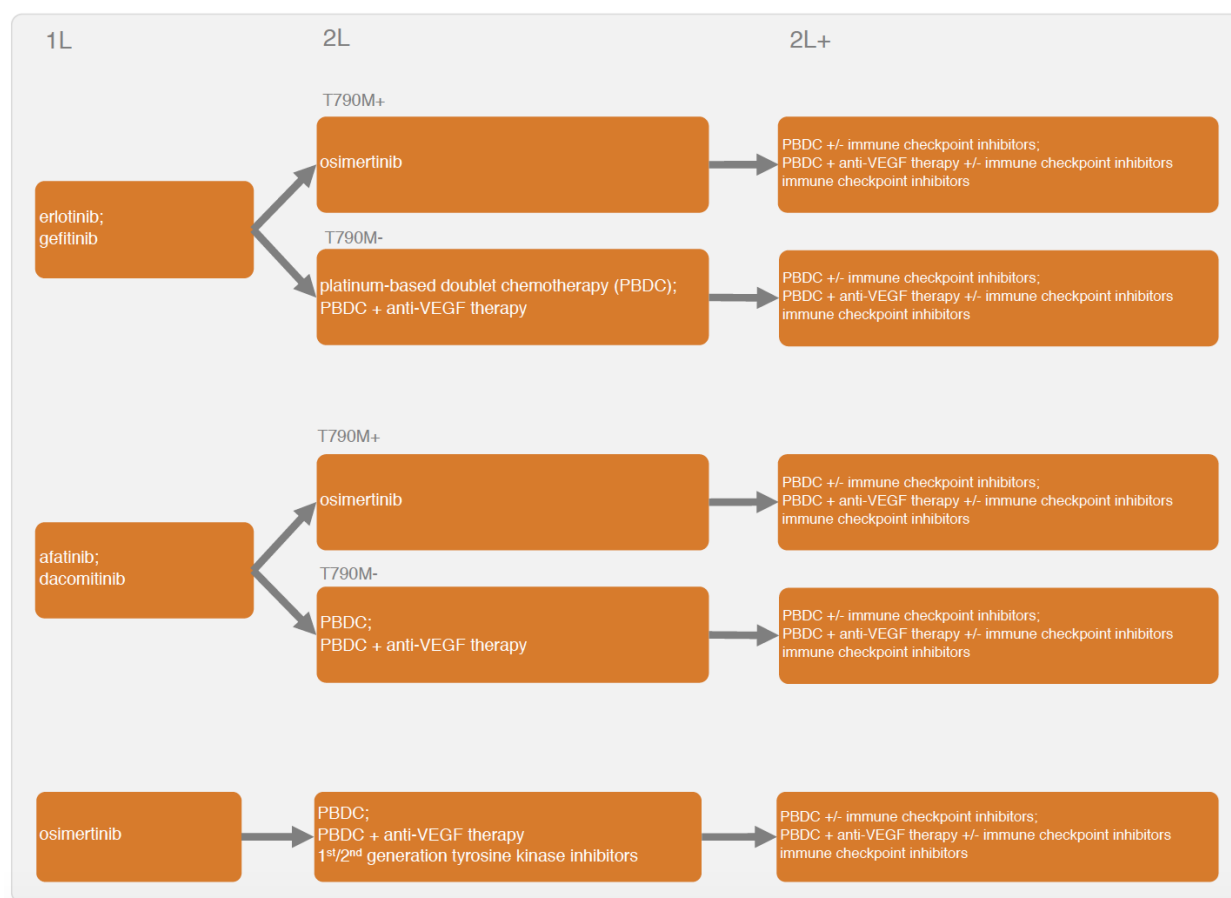 1L
2L
2L+
T790M+
erlotinib;
gefitinib
osimertinib
PBDC +/- immune checkpoint inhibitors;
PBDC + anti-VEGF therapy +/- immune checkpoint inhibitors
immune checkpoint inhibitors
T790M-
platinum-based doublet chemotherapy (PBDC);
PBDC + anti-VEGF therapy
PBDC +/- immune checkpoint inhibitors;
PBDC + anti-VEGF therapy +/- immune checkpoint inhibitors
immune checkpoint inhibitors
T790M+
afatinib;
dacomitinib
osimertinib
PBDC +/- immune checkpoint inhibitors;
PBDC + anti-VEGF therapy +/- immune checkpoint inhibitors
immune checkpoint inhibitors
T790M-
PBDC;
PBDC + anti-VEGF therapy
PBDC +/- immune checkpoint inhibitors;
PBDC + anti-VEGF therapy +/- immune checkpoint inhibitors
immune checkpoint inhibitors
osimertinib
PBDC;
PBDC + anti-VEGF therapy
1st/2nd generation tyrosine kinase inhibitors
PBDC +/- immune checkpoint inhibitors;
PBDC + anti-VEGF therapy +/- immune checkpoint inhibitors
immune checkpoint inhibitors